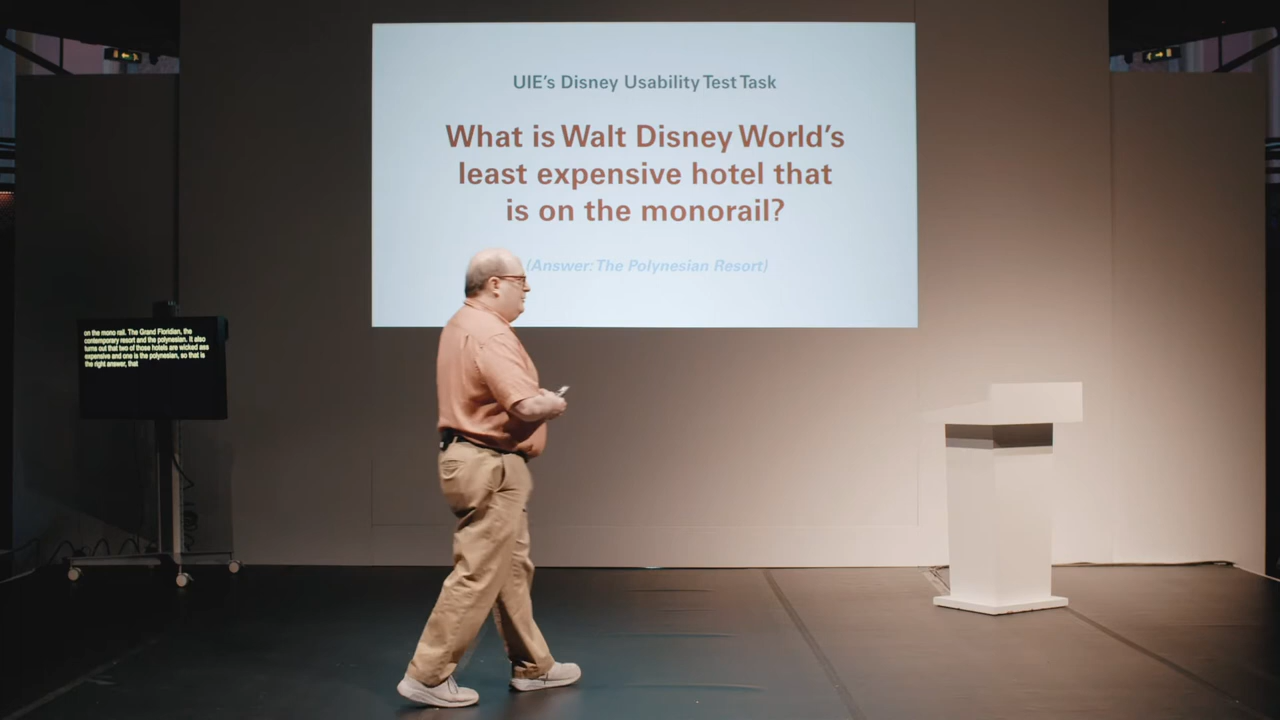 UIE's Disney Usability Test Task
What is Walt Disney World's
least expensive hotel that
is on the monorail?
(Answer: The Polynesian Resort)
on the mono rail. The Grand Floridian, the
contemporary resort and the polynesian. It also
turns out that two of those hotels are wicked ass
expensive and one is the polynesian, so that is
the right answer, that